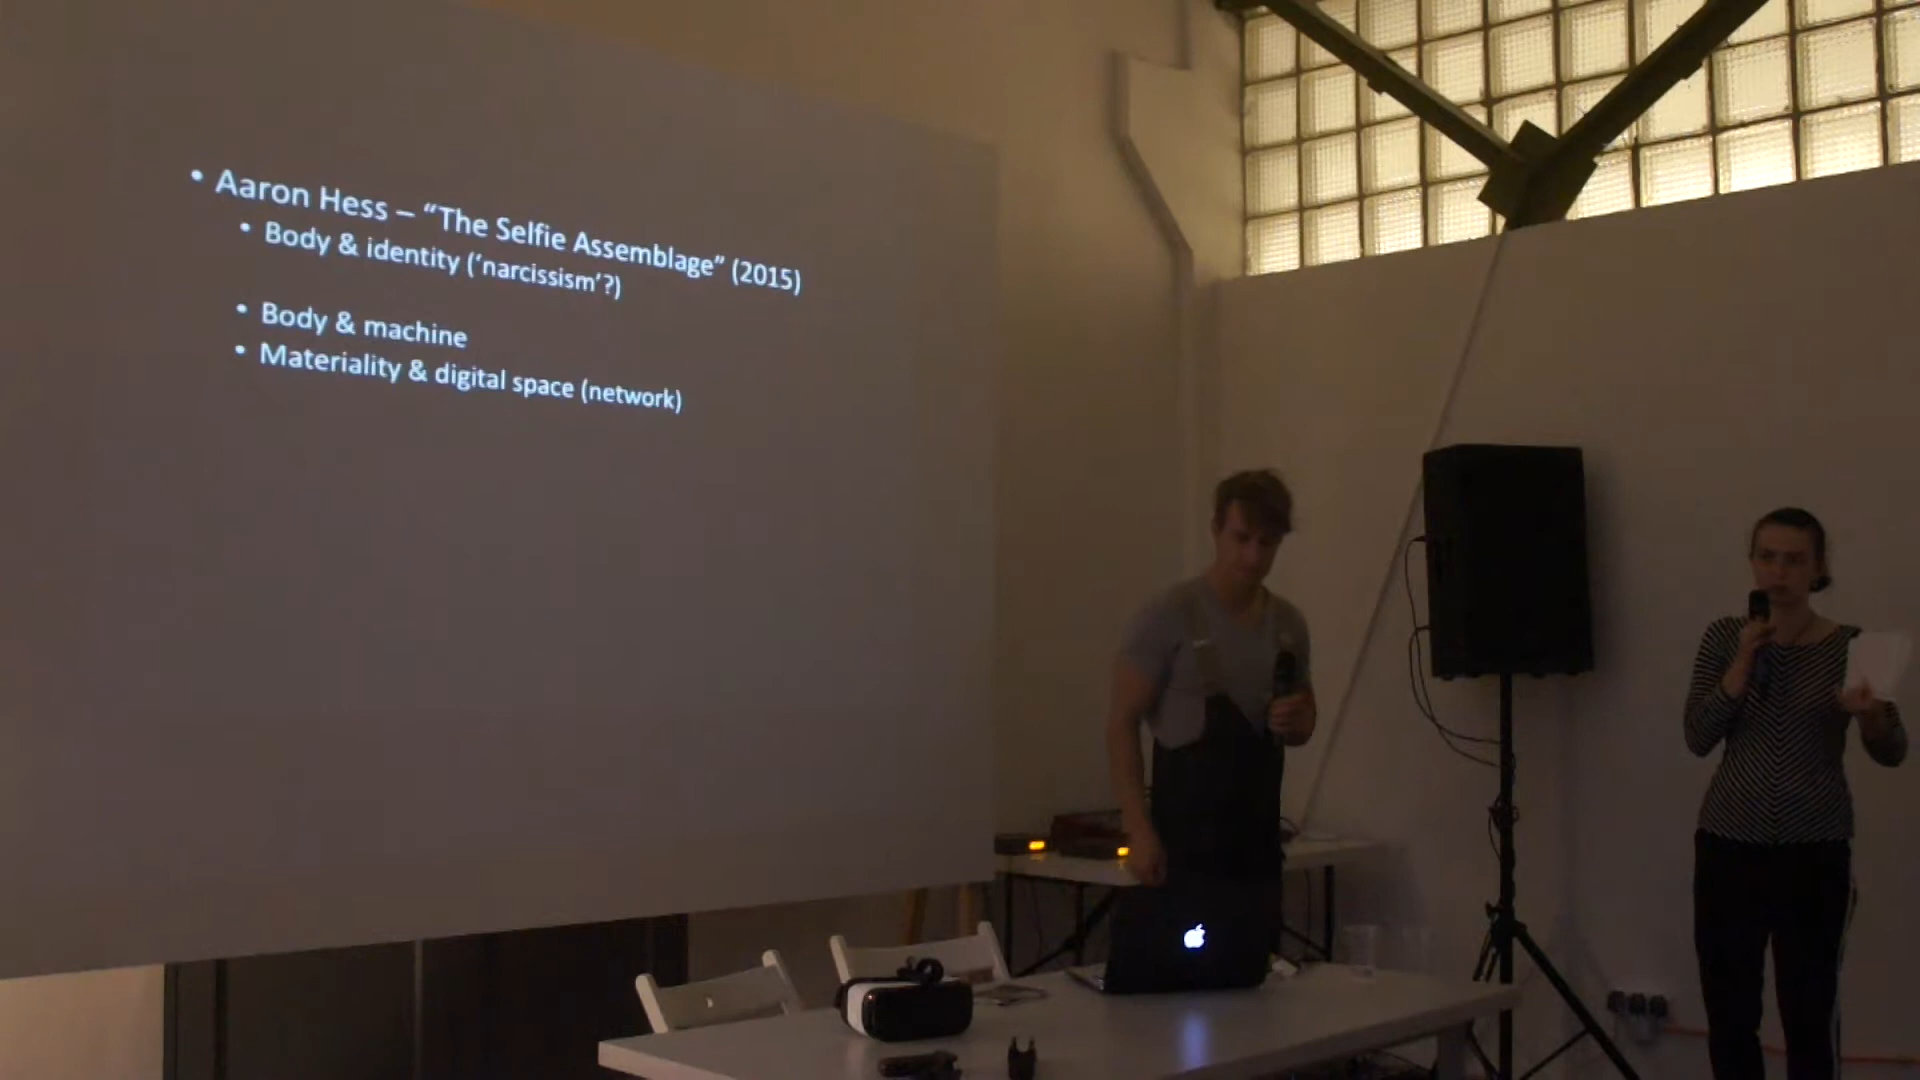 • Aaron Hess – “The Selfie Assemblage” (2015)
• Body & identity (‘narcissism’?)
• Body & machine
• Materiality & digital space (network)